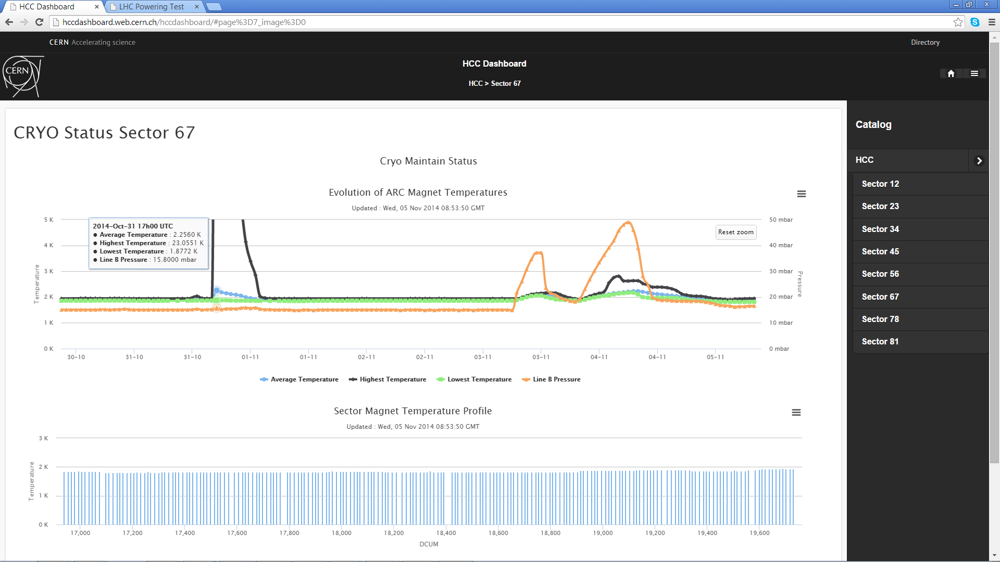 HCC Dashboard
LHC Powering Test
hccdashboard.web.cern.ch/hccdashboard/#page%3D7_image%3D0
CERN Accelerating science
Directory
CERN
HCC Dashboard
HCC > Sector 67
CRYO Status Sector 67
Cryo Maintain Status
Evolution of ARC Magnet Temperatures
Updated : Wed, 05 Nov 2014 08:53:50 GMT
Reset zoom
2014-Oct-31 17h00 UTC
● Average Temperature : 2.2560 K
● Highest Temperature : 23.0551 K
● Lowest Temperature : 1.8772 K
● Line B Pressure : 15.8000 mbar
Temperature
5 K
4 K
3 K
2 K
1 K
0 K
50 mbar
40 mbar
30 mbar
20 mbar
10 mbar
0 mbar
Pressure
30-10 31-10 31-10 01-11 01-11 02-11 02-11 03-11 03-11 04-11 04-11 05-11
Average Temperature Highest Temperature Lowest Temperature Line B Pressure
Sector Magnet Temperature Profile
Updated : Wed, 05 Nov 2014 08:53:50 GMT
Temperature
3 K
2 K
1 K
0 K
17,000 17,200 17,400 17,600 17,800 18,000 18,200 18,400 18,600 18,800 19,000 19,200 19,400 19,600
DCUM
Catalog
HCC
Sector 12
Sector 23
Sector 34
Sector 45
Sector 56
Sector 67
Sector 78
Sector 81